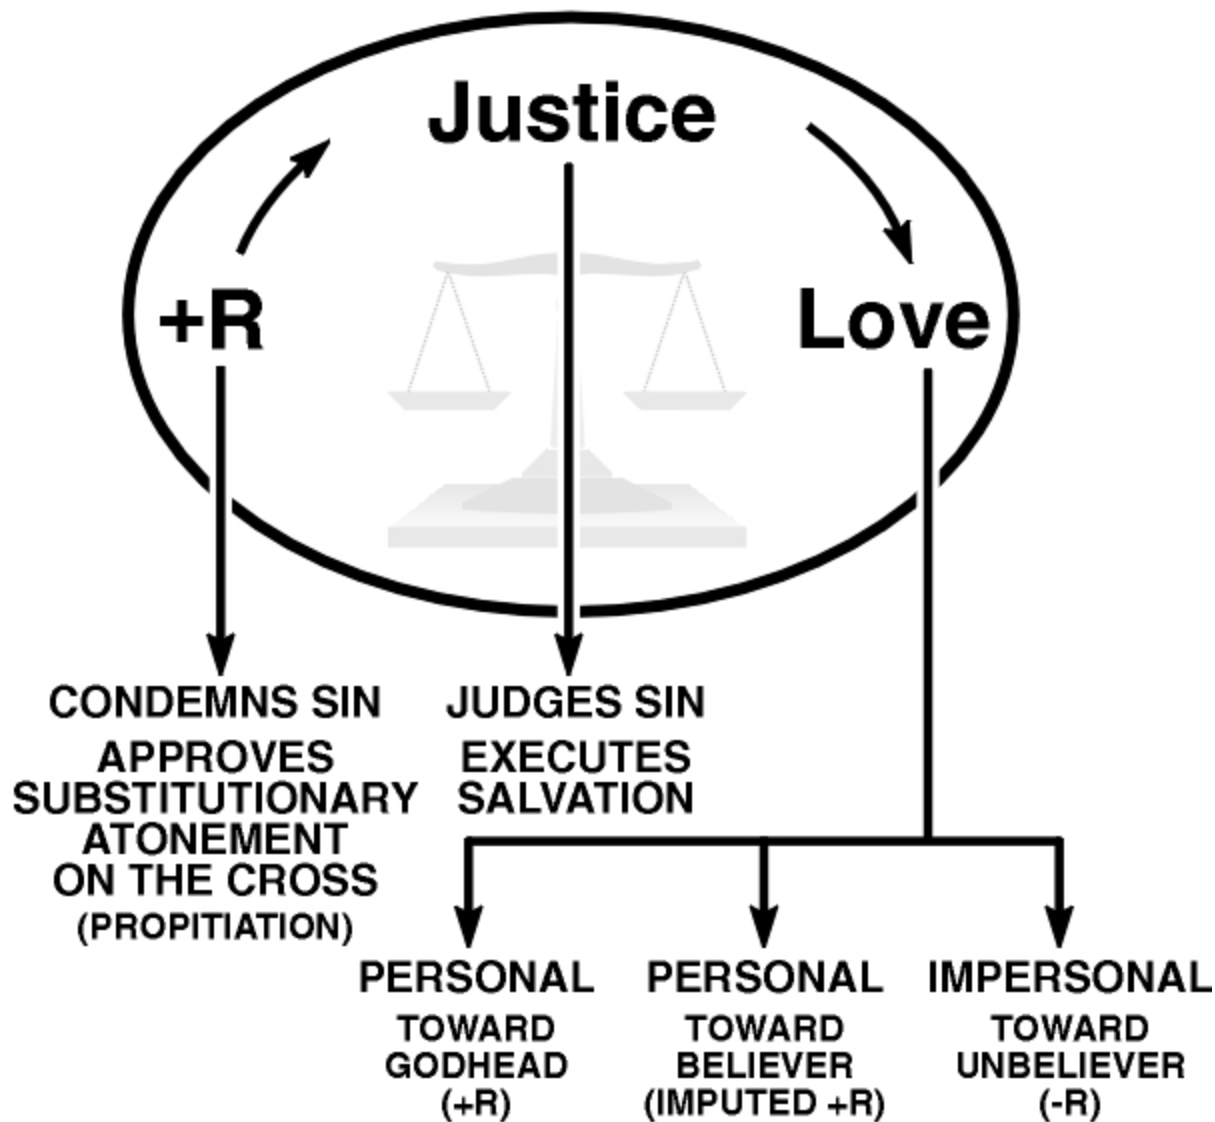 Justice
+R
Love
CONDEMNS SIN
APPROVES
SUBSTITUTIONARY
ATONEMENT
ON THE CROSS
(PROPITIATION)
JUDGES SIN
EXECUTES
SALVATION
PERSONAL
TOWARD
GODHEAD
(+R)
PERSONAL
TOWARD
BELIEVER
(IMPUTED +R)
IMPERSONAL
TOWARD
UNBELIEVER
(-R)